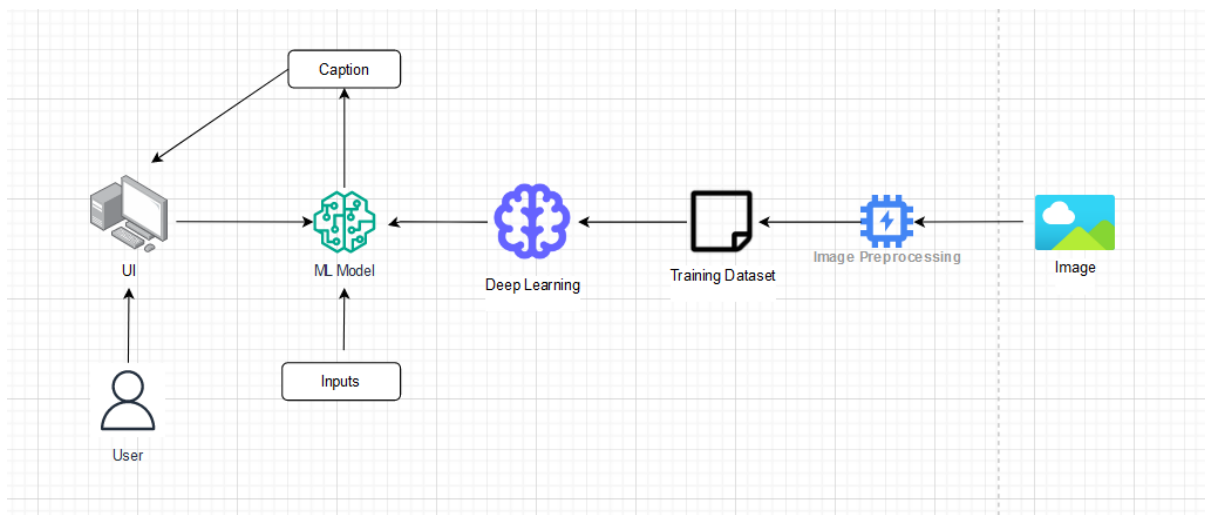 Caption
UI
ML Model
Deep Learning
Training Dataset
Image Preprocessing
Image
Inputs
User